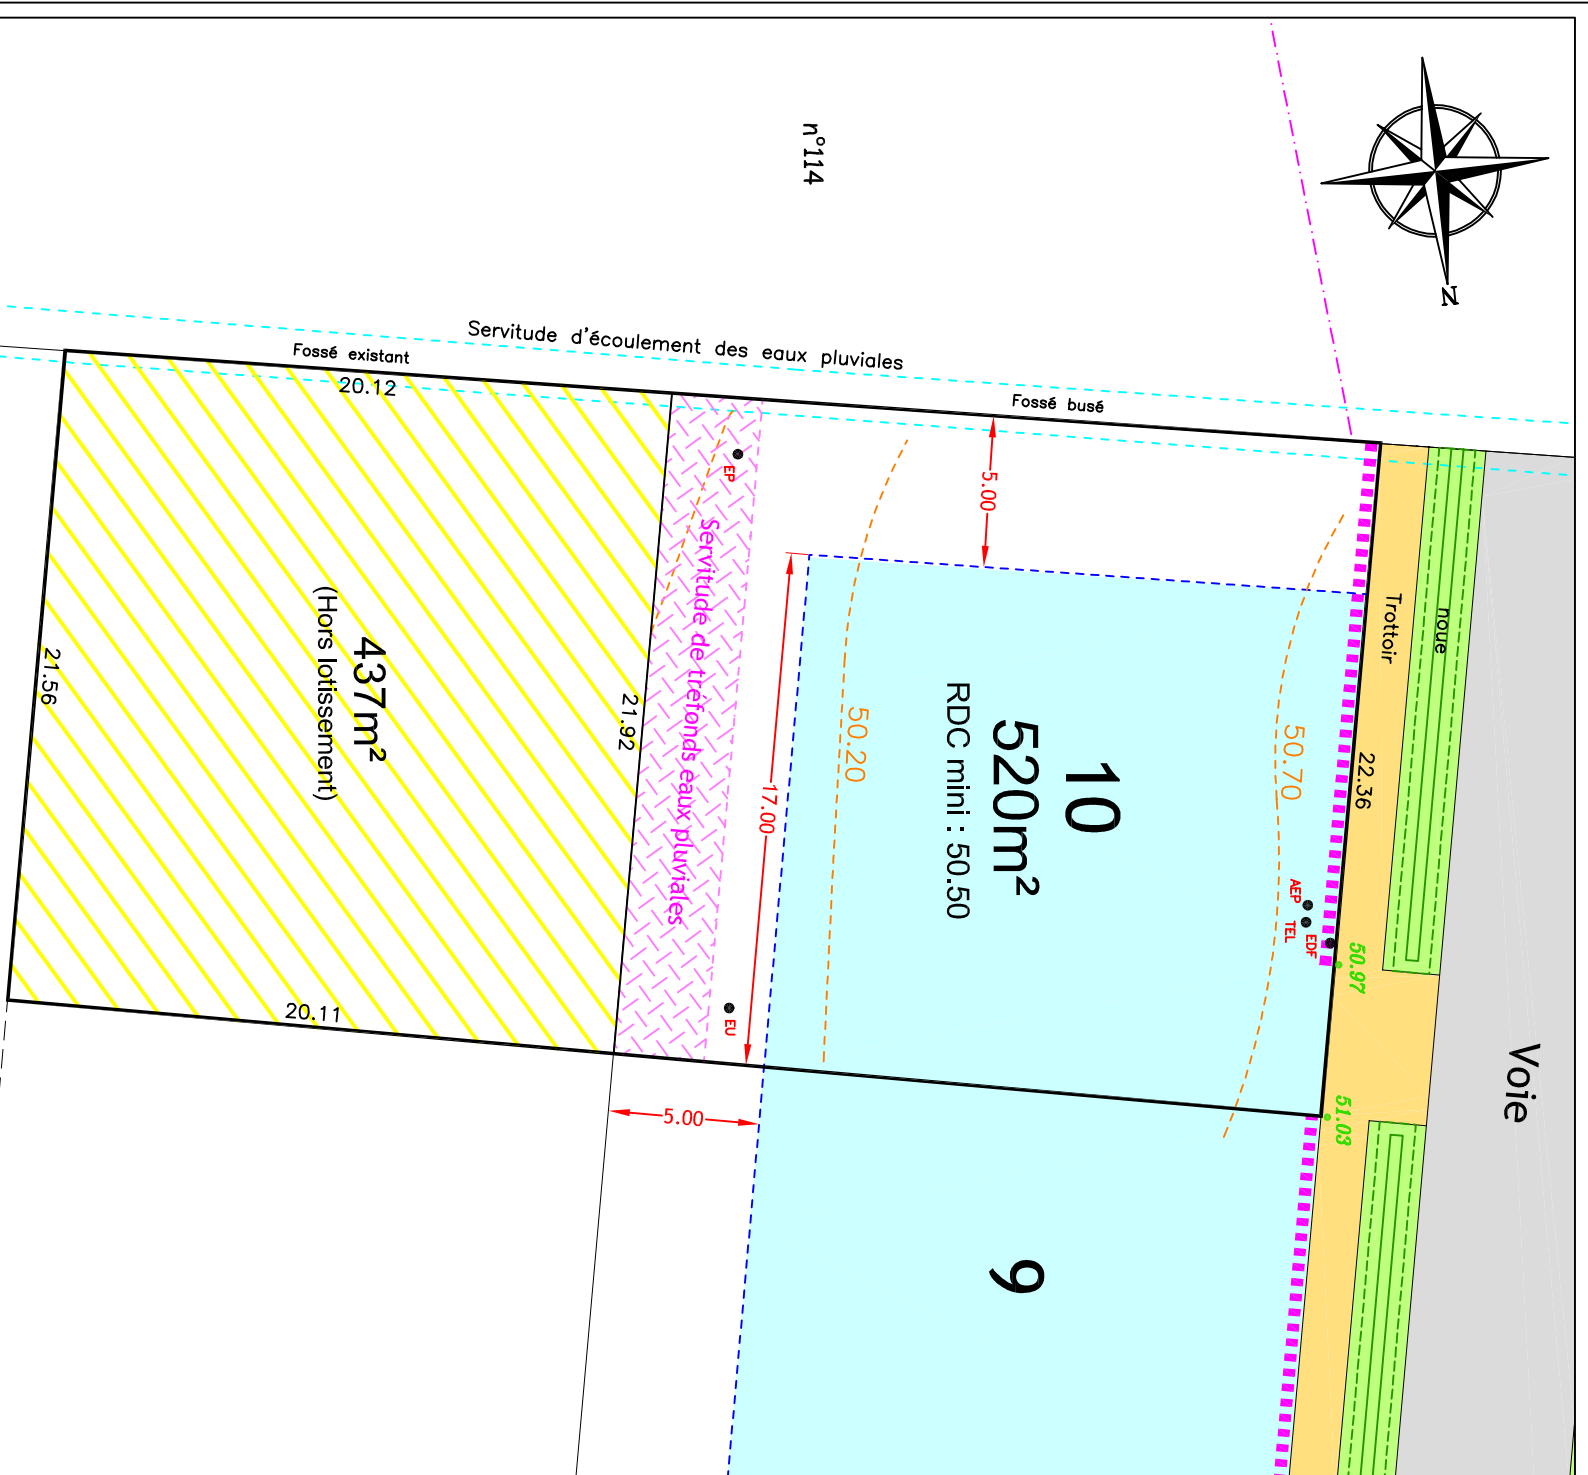 N
n°114
Servitude d'écoulement des eaux pluviales
Fossé existant
20.12
Fossé busé
5.00
EP
Servitude de tréfonds eaux pluviales
Trottoir
noue
437m²
(Hors lotissement)
21.56
21.92
20.11
17.00
50.20
50.70
22.36
10
520m²
RDC mini : 50.50
AEP
TEL
EDF
50.97
EU
Voie
51.03
5.00
9